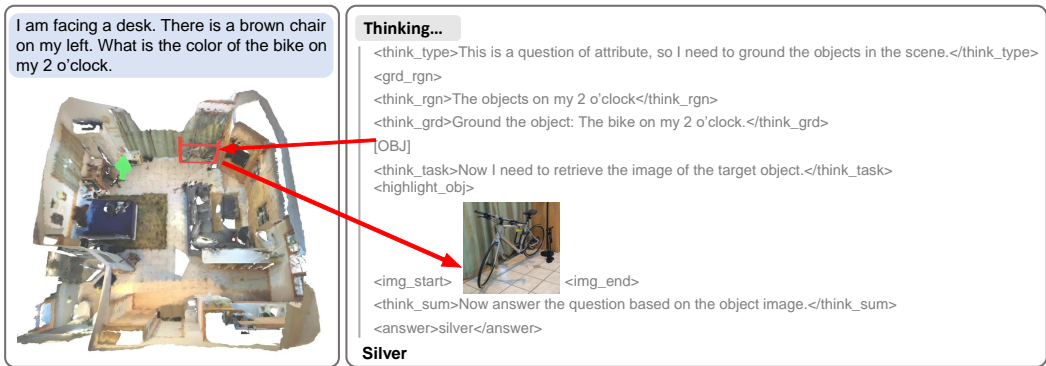 I am facing a desk. There is a brown chair
on my left. What is the color of the bike on
my 2 o'clock.
Thinking...
<think_type>This is a question of attribute, so I need to ground the objects in the scene.</think_type>
<grd_rgn>
<think_rgn>The objects on my 2 o'clock</think_rgn>
<think_grd>Ground the object: The bike on my 2 o'clock.</think_grd>
[OBJ]
<think_task>Now I need to retrieve the image of the target object.</think_task>
<highlight_obj>
<img_start> <img_end>
<think_sum>Now answer the question based on the object image.</think_sum>
<answer>silver</answer>
Silver